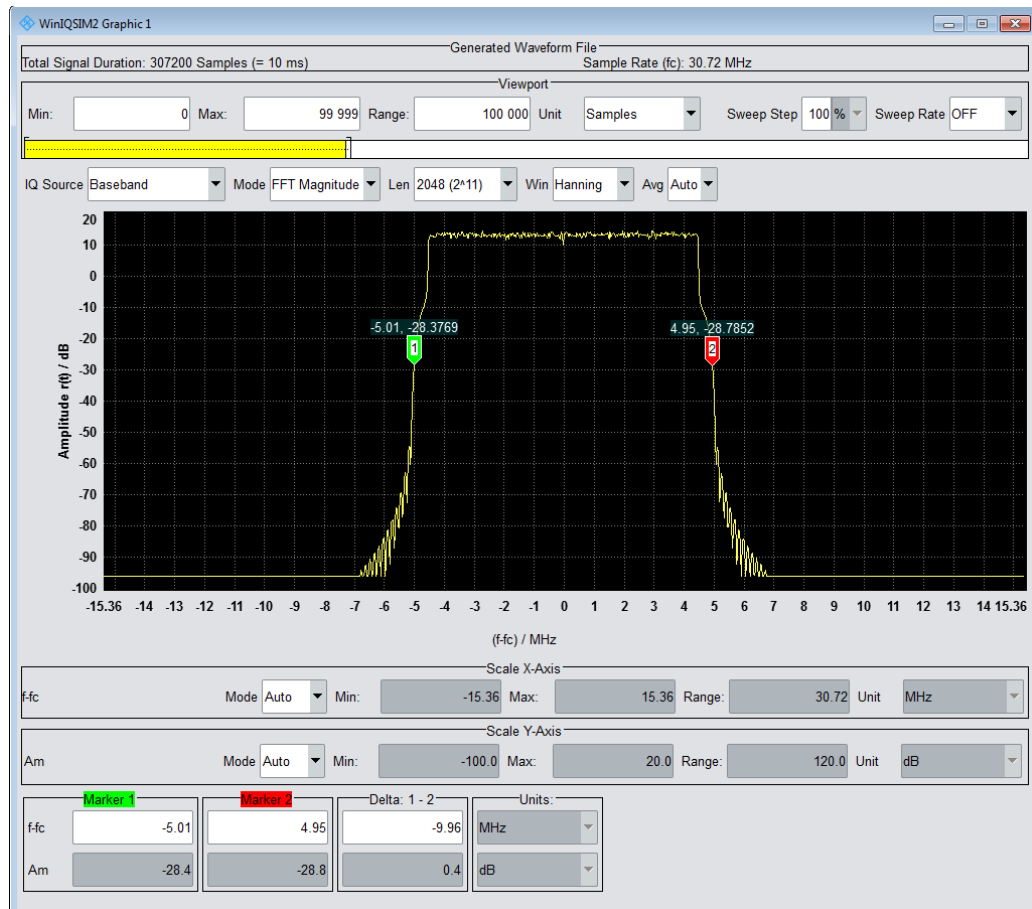 WinIQSIM2 Graphic 1
Generated Waveform File
Total Signal Duration: 307200 Samples (= 10 ms) Sample Rate (fc): 30.72 MHz
Viewport
Min: 0 Max: 99 999 Range: 100 000 Unit Samples Sweep Step 100 % Sweep Rate OFF
IQ Source Baseband Mode FFT Magnitude Len 2048 (2^11) Win Hanning Avg Auto
20
10
0
-10
-5.01, -28.3769 4.95, -28.7852
-20
1 2
-30
-40
-50
-60
-70
-80
-90
-100
Amplitude r(t) / dB
-15.36 -14 -13 -12 -11 -10 -9 -8 -7 -6 -5 -4 -3 -2 -1 0 1 2 3 4 5 6 7 8 9 10 11 12 13 14 15.36
(f-fc) / MHz
Scale X-Axis
f-fc Mode Auto Min: -15.36 Max: 15.36 Range: 30.72 Unit MHz
Scale Y-Axis
Am Mode Auto Min: -100.0 Max: 20.0 Range: 120.0 Unit dB
Marker 1 Marker 2 Delta: 1 - 2 Units:
f-fc -5.01 4.95 -9.96 MHz
Am -28.4 -28.8 0.4 dB